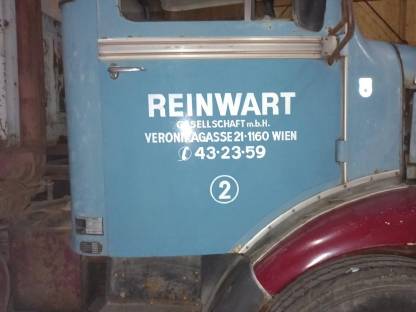 REINWART
GESELLSCHAFT m.b.H.
VERONIKAGASSE 21·1160 WIEN
✆ 43·23·59
2